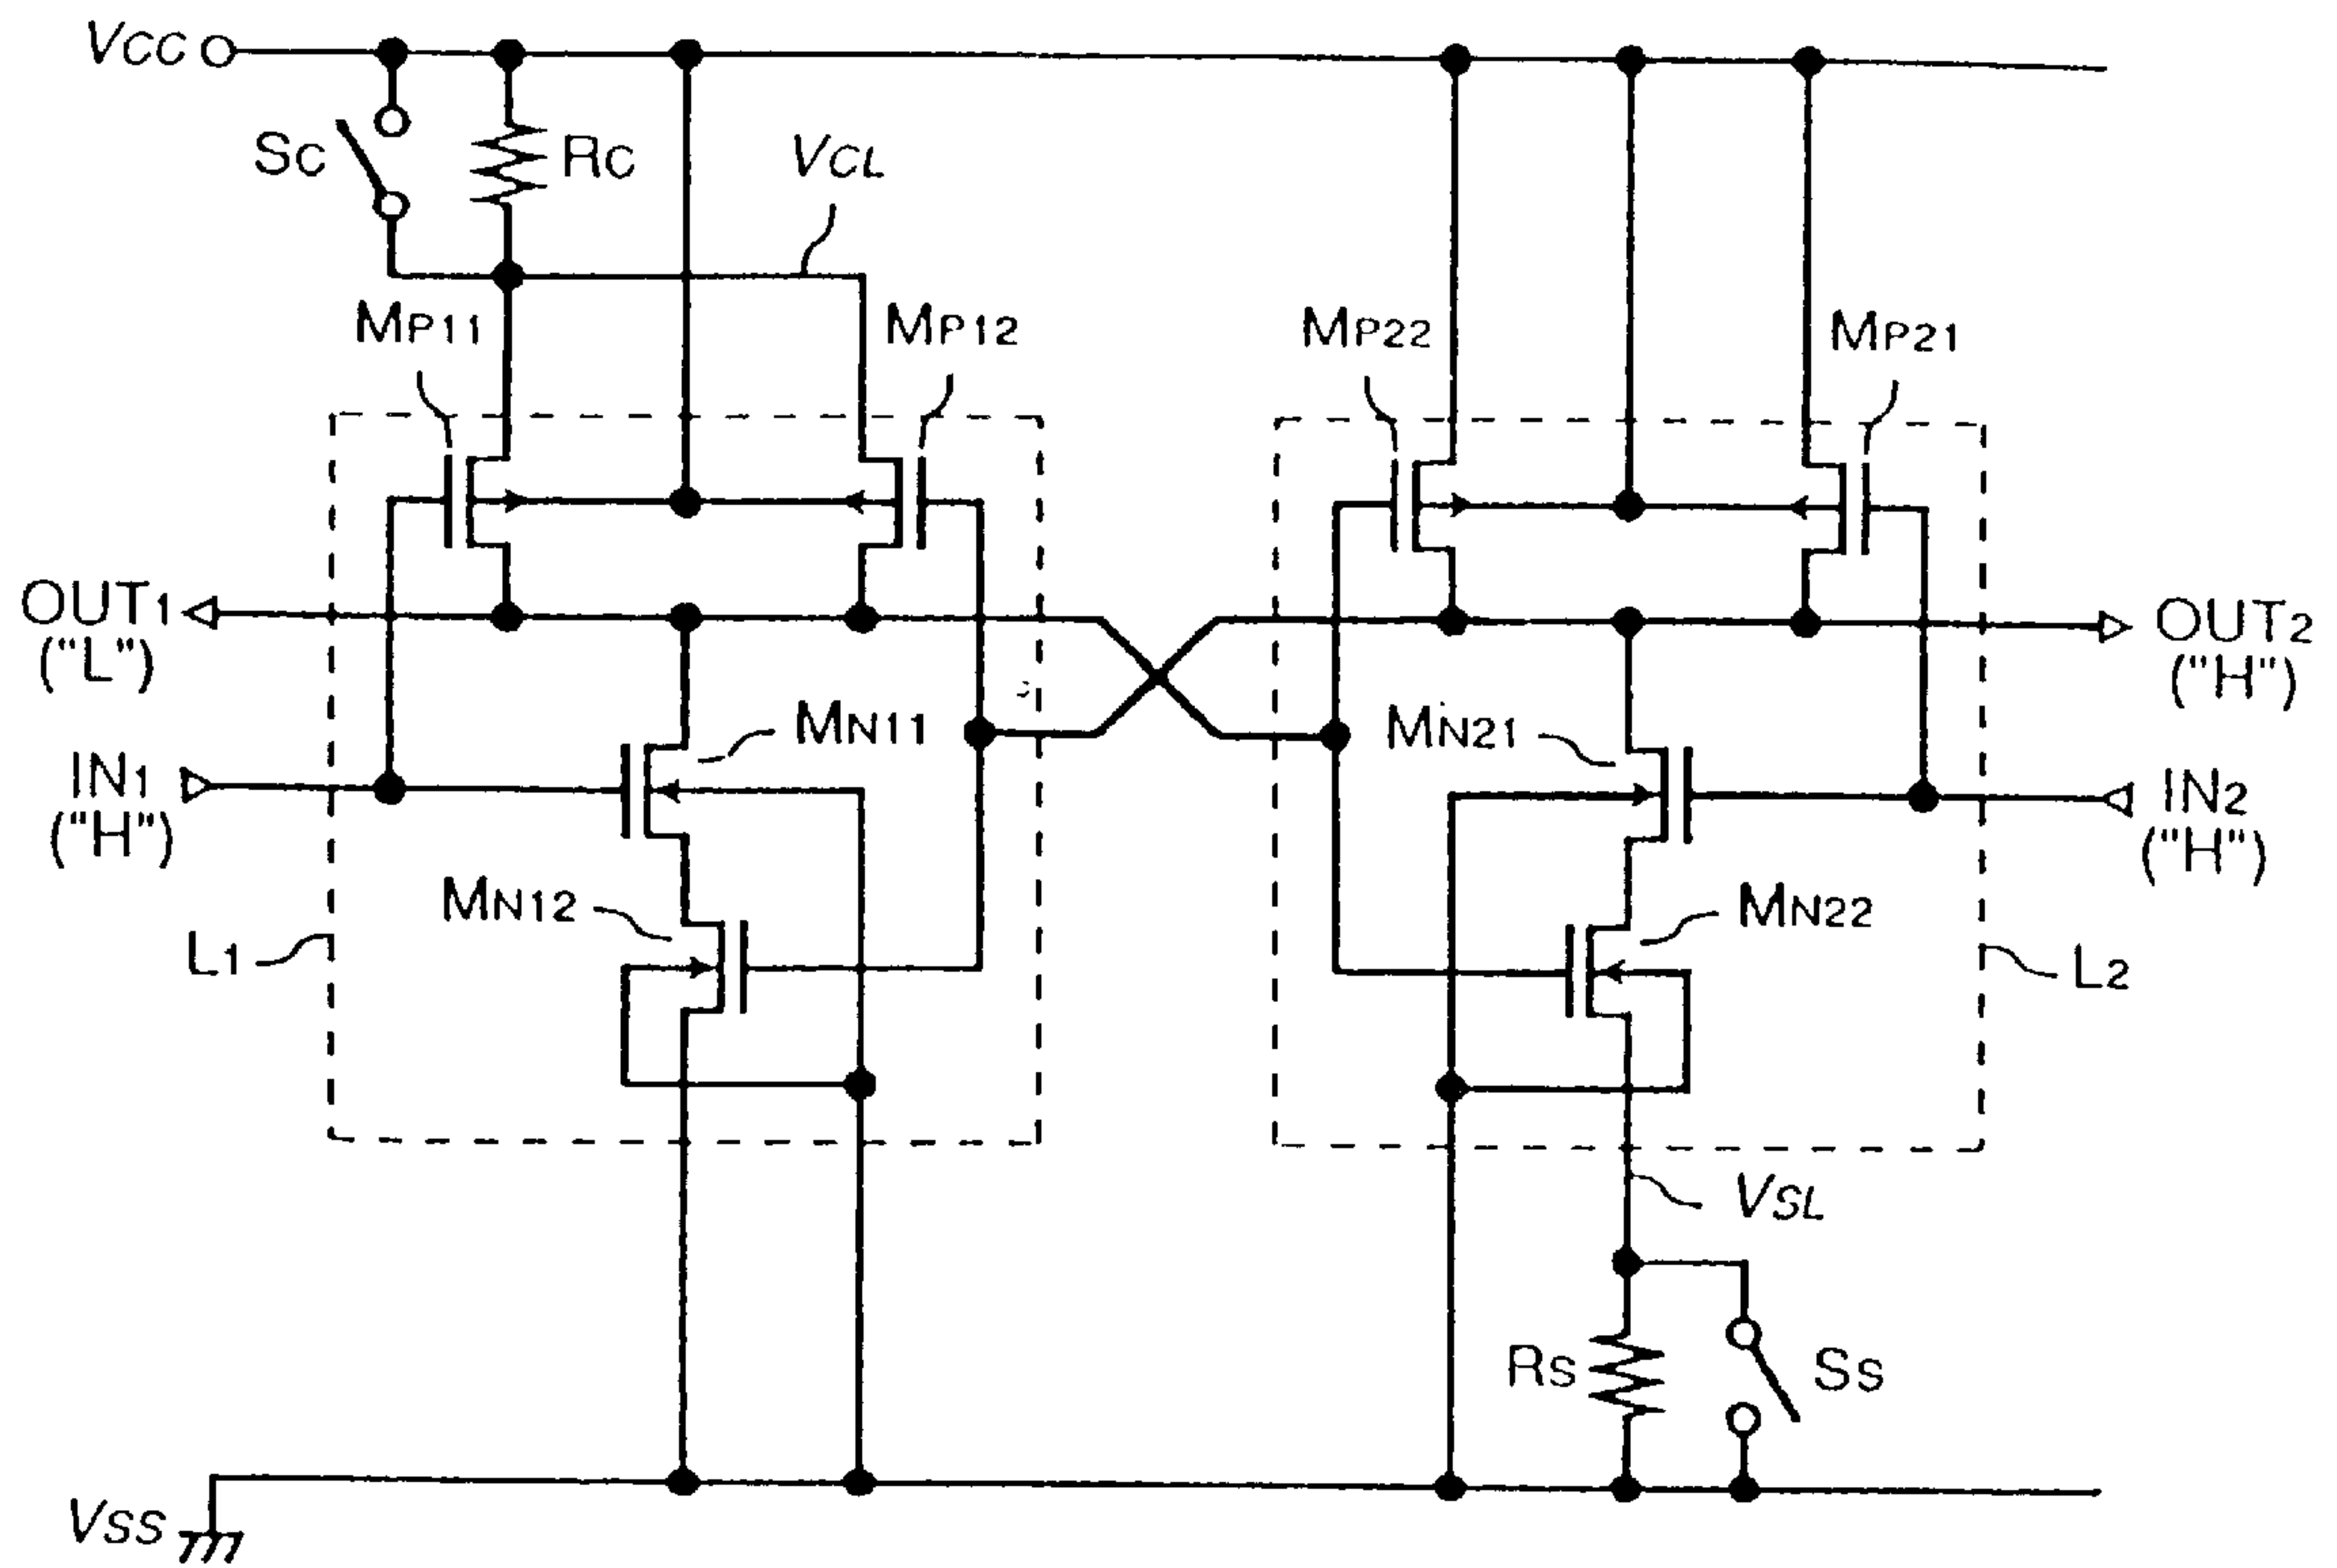 VCC
SC
RC
VCL
MP11
MP12
MP22
MP21
OUT1
("L")
OUT2
("H")
IN1
("H")
MN11
MN21
IN2
("H")
MN12
MN22
L1
L2
VSL
RS
SS
VSS